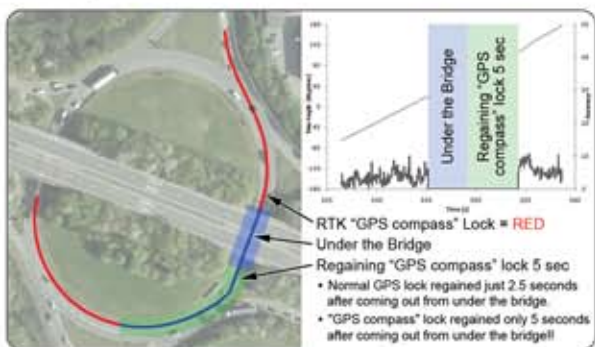 Under the Bridge
Regaining "GPS
compass" lock 5 sec
Time [s]
RTK "GPS compass" Lock = RED
Under the Bridge
Regaining "GPS compass" lock 5 sec
• Normal GPS lock regained just 2.5 seconds
after coming out from under the bridge.
• "GPS compass" lock regained only 5 seconds
after coming out from under the bridge!!